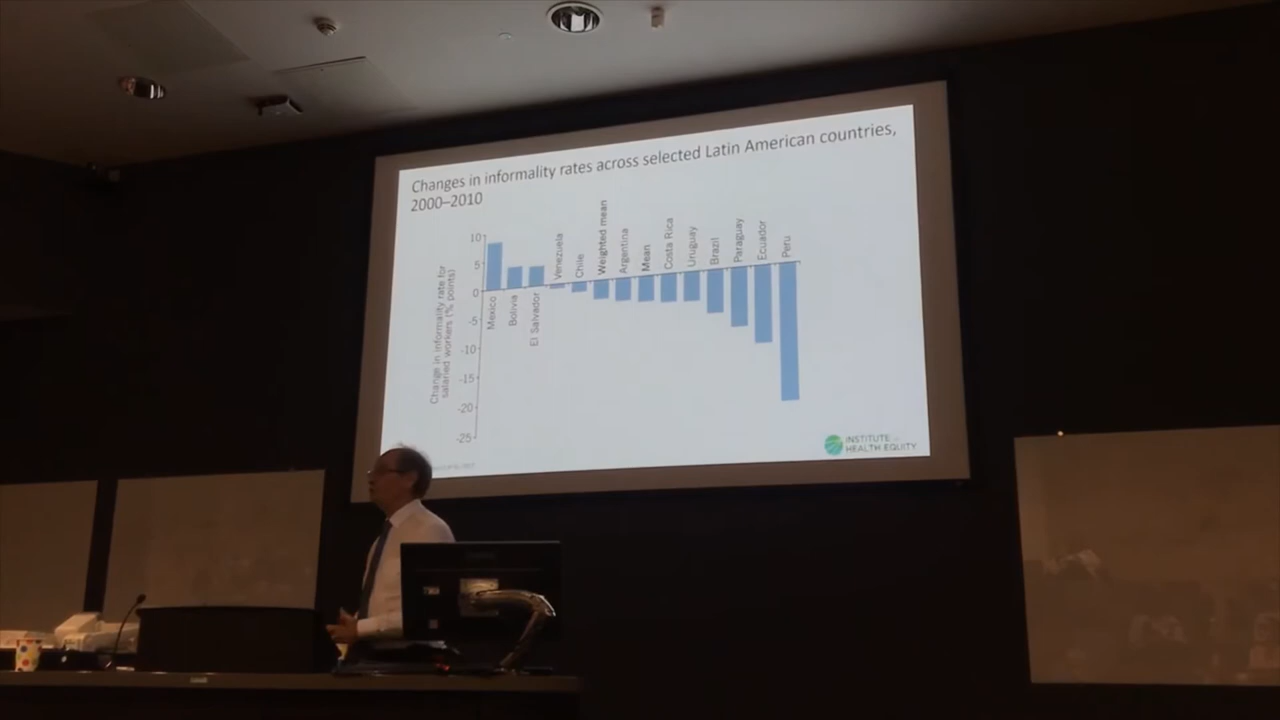 Changes in informality rates across selected Latin American countries,
2000–2010
Change in informality rate for
salaried workers (% points)
10
5
0
-5
-10
-15
-20
-25
Mexico
Bolivia
El Salvador
Venezuela
Chile
Weighted mean
Argentina
Mean
Costa Rica
Uruguay
Brazil
Paraguay
Ecuador
Peru
INSTITUTE of
HEALTH EQUITY